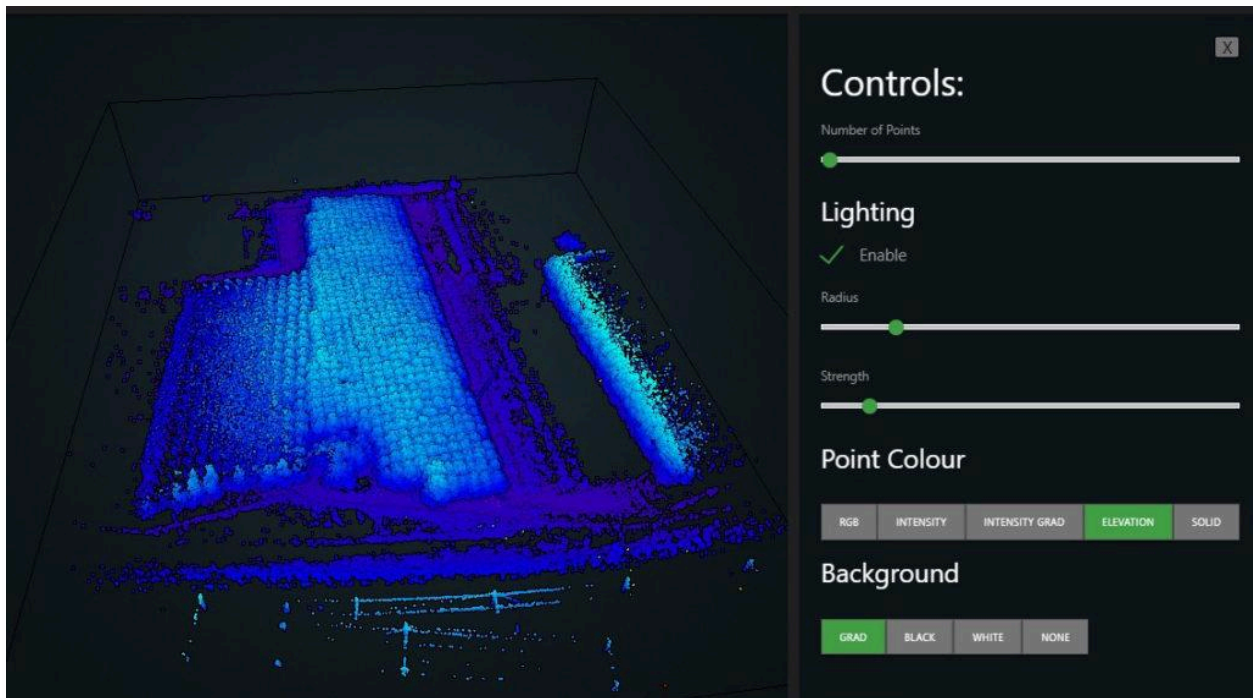 X
Controls:
Number of Points
Lighting
Enable
Radius
Strength
Point Colour
RGB INTENSITY INTENSITY GRAD ELEVATION SOLID
Background
GRAD BLACK WHITE NONE